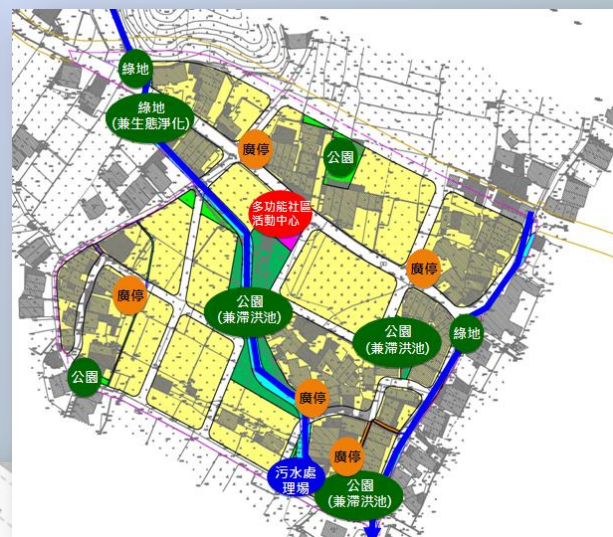 綠地
綠地
(兼生態淨化)
廣停
公園
多功能社區
活動中心
廣停
廣停
公園
(兼滯洪池)
公園
(兼滯洪池)
綠地
公園
廣停
廣停
污水處
理場
公園
(兼滯洪池)